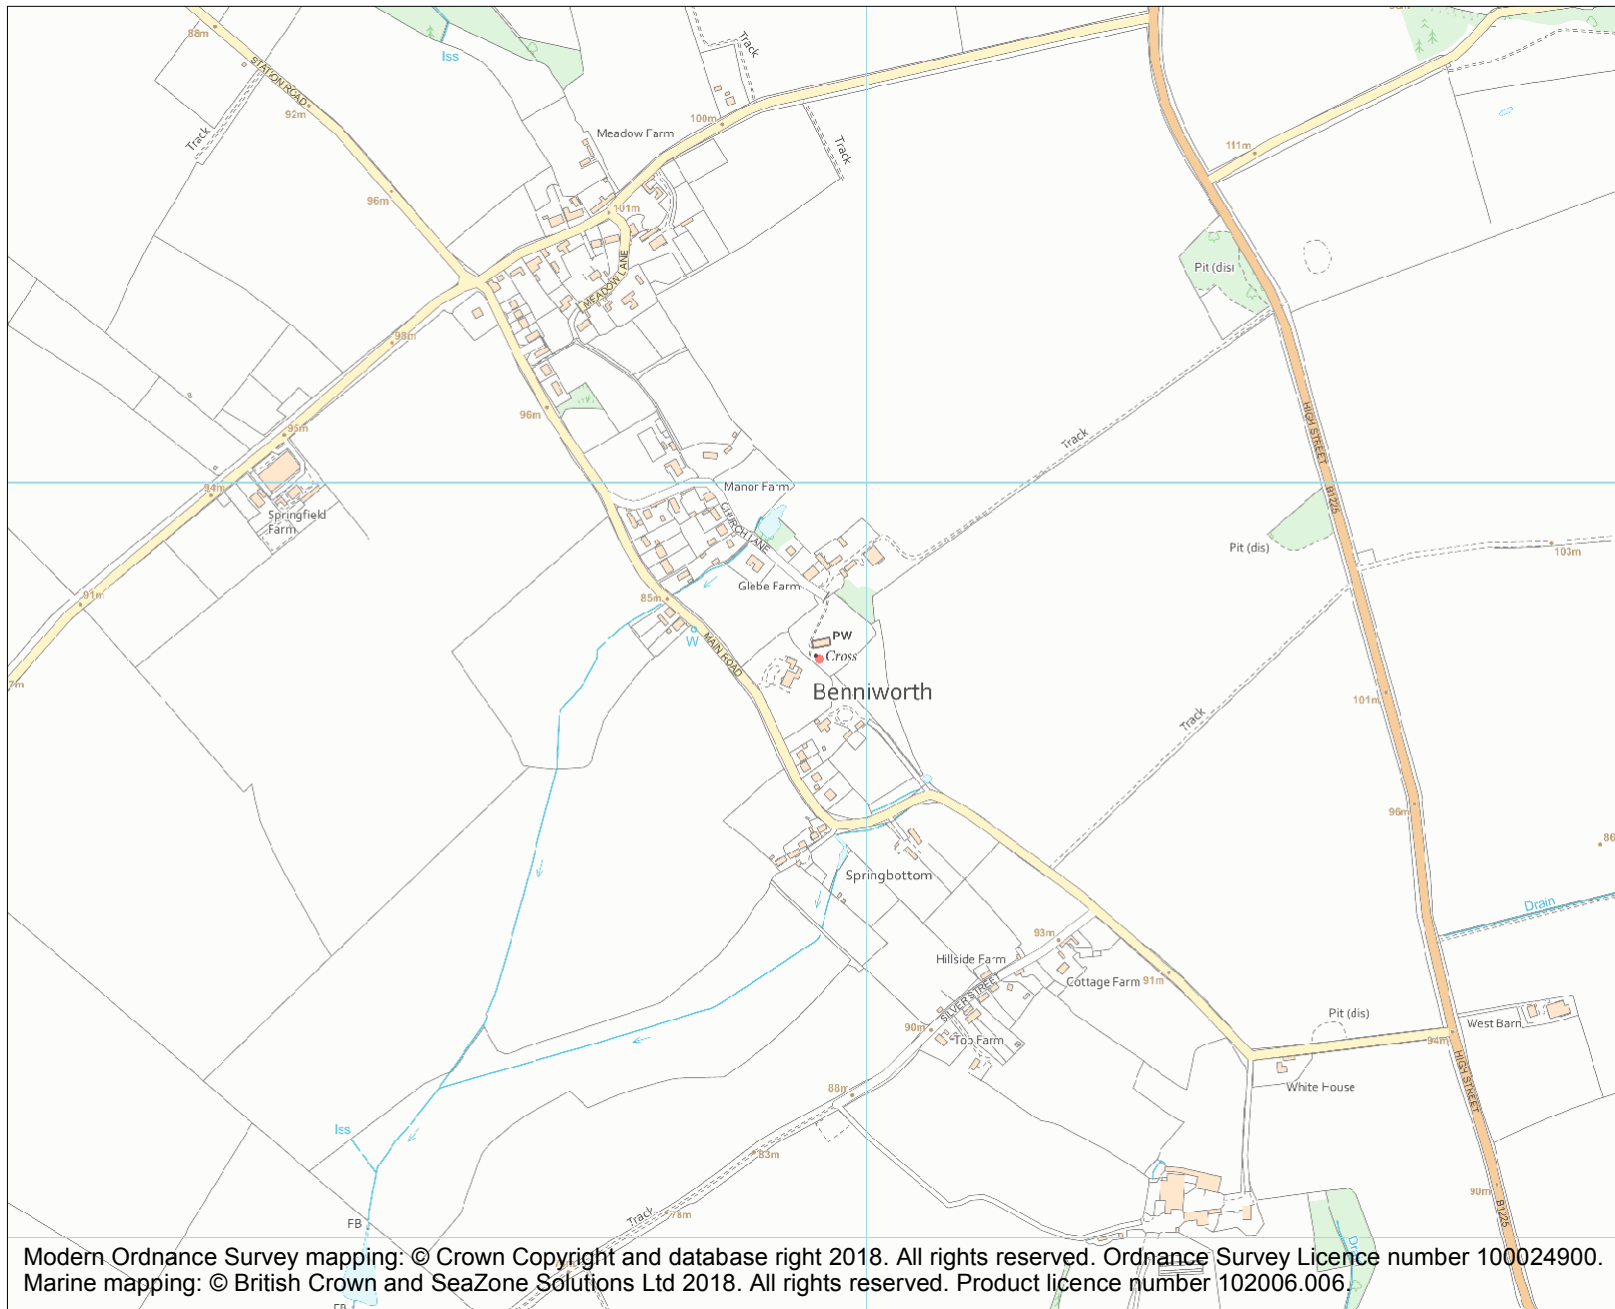 88m
STATION ROAD
Iss
Track
92m
Track
100m
Meadow Farm
Track
111m
96m
101m
MEADOW LANE
Pit (dis)
98m
96m
HIGH STREET
95m
Track
94m
Manor Farm
B1225
Springfield
Farm
CHURCH LANE
Pit (dis)
103m
Glebe Farm
91m
85m
W
MAIN ROAD
PW
Cross
Benniworth
101m
Track
96m
Springbottom
Drain
93m
Hillside Farm
Cottage Farm
91m
SILVER STREET
90m
Top Farm
Pit (dis)
West Barn
94m
White House
HIGH STREET
88m
Iss
83m
90m
B1225
Track
78m
FB
Modern Ordnance Survey mapping: © Crown Copyright and database right 2018. All rights reserved. Ordnance Survey Licence number 100024900.
Marine mapping: © British Crown and SeaZone Solutions Ltd 2018. All rights reserved. Product licence number 102006.006.